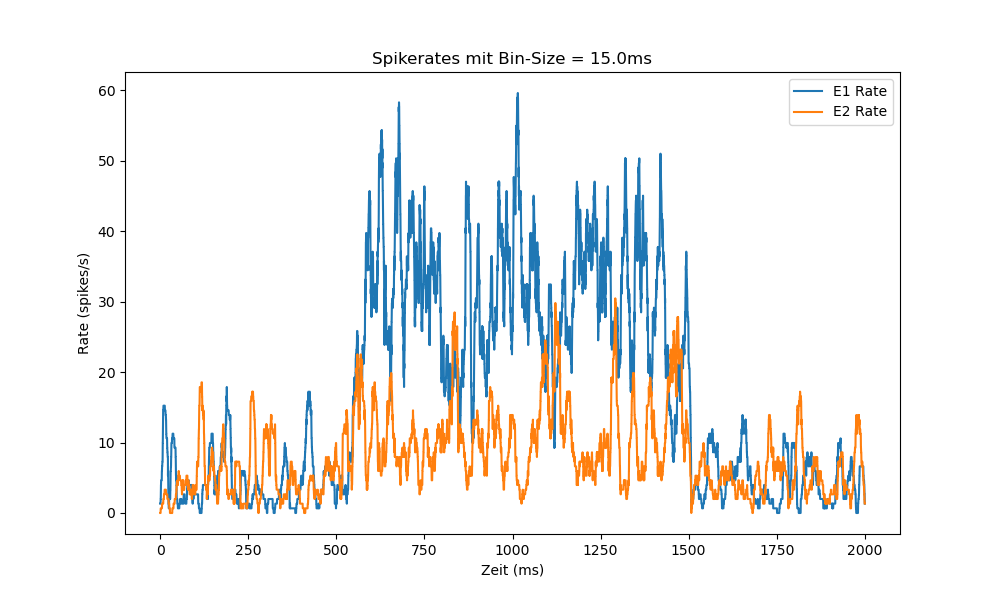 Spikerates mit Bin-Size = 15.0ms
E1 Rate
E2 Rate
60
50
40
30
20
10
0
Rate (spikes/s)
0 250 500 750 1000 1250 1500 1750 2000
Zeit (ms)